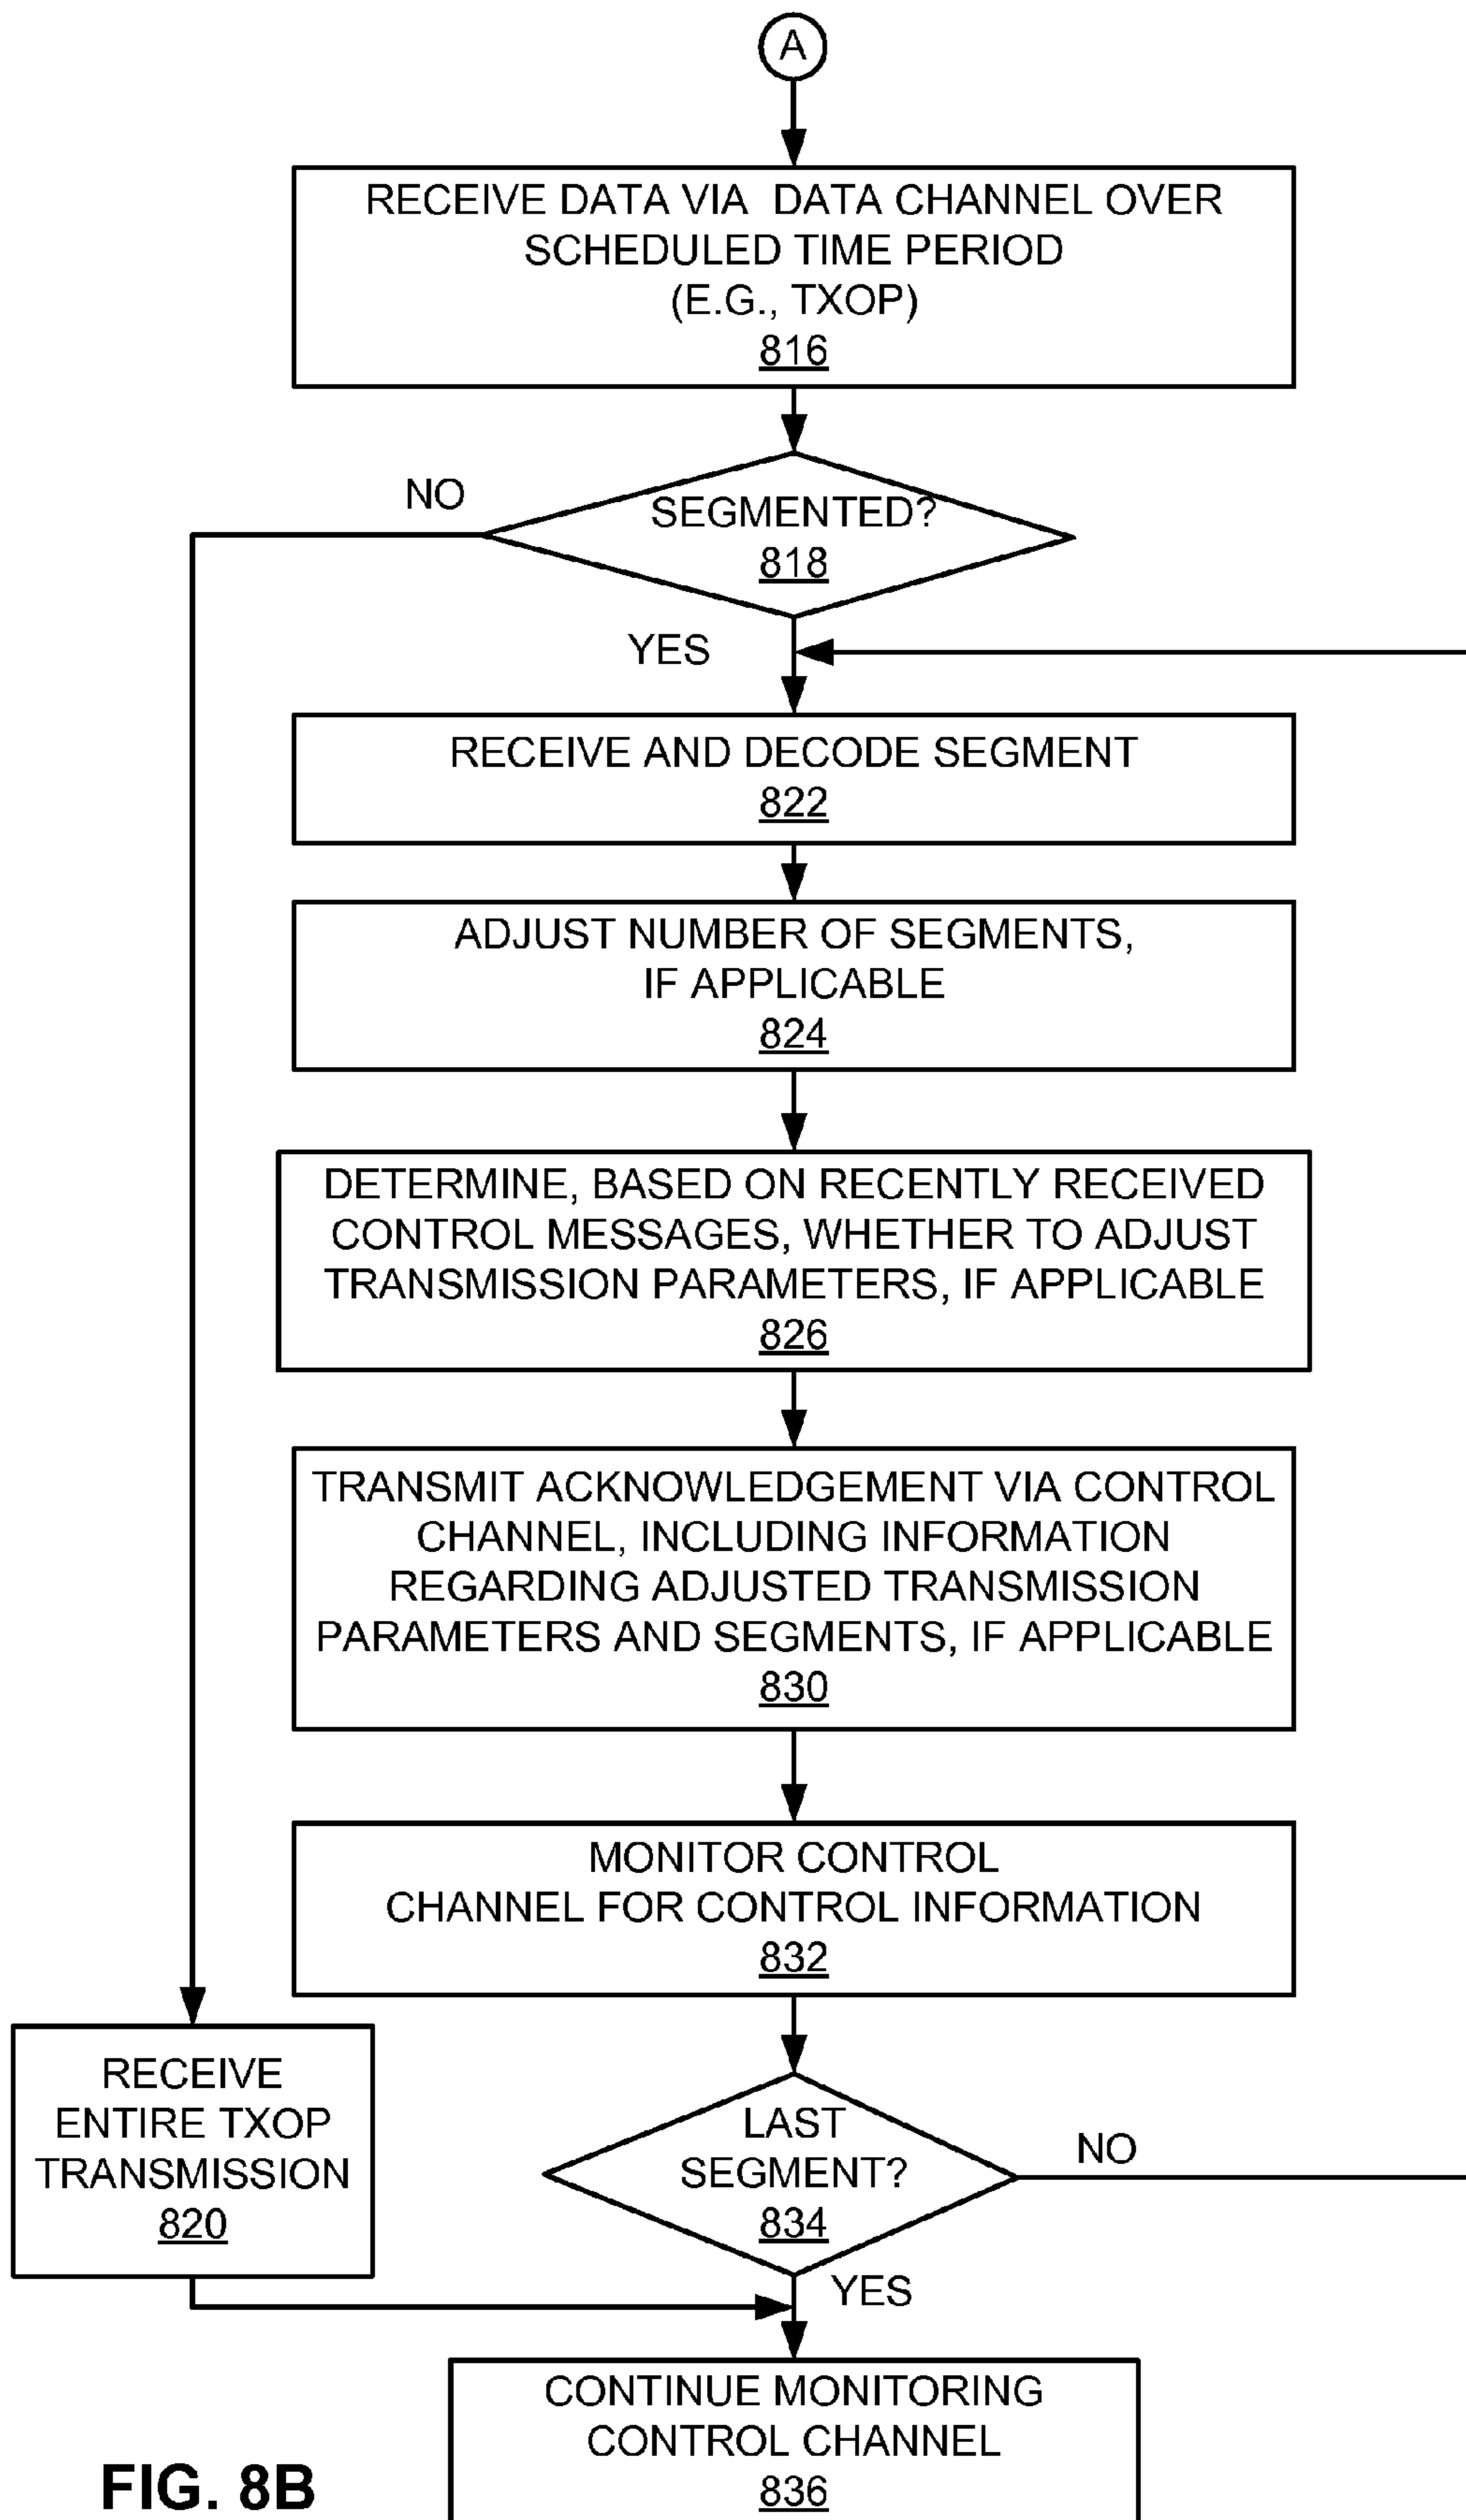 A
RECEIVE DATA VIA DATA CHANNEL OVER
SCHEDULED TIME PERIOD
(E.G., TXOP)
816
NO
SEGMENTED?
818
YES
RECEIVE AND DECODE SEGMENT
822
ADJUST NUMBER OF SEGMENTS,
IF APPLICABLE
824
DETERMINE, BASED ON RECENTLY RECEIVED
CONTROL MESSAGES, WHETHER TO ADJUST
TRANSMISSION PARAMETERS, IF APPLICABLE
826
TRANSMIT ACKNOWLEDGEMENT VIA CONTROL
CHANNEL, INCLUDING INFORMATION
REGARDING ADJUSTED TRANSMISSION
PARAMETERS AND SEGMENTS, IF APPLICABLE
830
MONITOR CONTROL
CHANNEL FOR CONTROL INFORMATION
832
RECEIVE
ENTIRE TXOP
TRANSMISSION
820
LAST
SEGMENT?
834
NO
YES
CONTINUE MONITORING
CONTROL CHANNEL
836
FIG. 8B